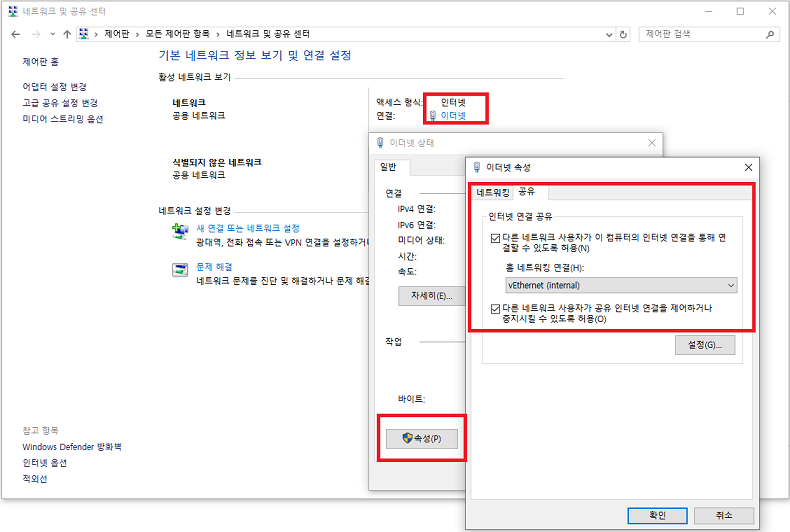 네트워크 및 공유 센터
제어판 > 모든 제어판 항목 > 네트워크 및 공유 센터
제어판 검색
제어판 홈
어댑터 설정 변경
고급 공유 설정 변경
미디어 스트리밍 옵션
기본 네트워크 정보 보기 및 연결 설정
활성 네트워크 보기
네트워크
공용 네트워크
액세스 형식: 인터넷
연결: 이더넷
식별되지 않은 네트워크
공용 네트워크
네트워크 설정 변경
새 연결 또는 네트워크 설정
광대역, 전화 접속 또는 VPN 연결을 설정하거나
문제 해결
네트워크 문제를 진단 및 해결하거나 문제 해결
참고 항목
Windows Defender 방화벽
인터넷 옵션
적외선
이더넷 상태
일반
연결
IPv4 연결:
IPv6 연결:
미디어 상태:
시간:
속도:
자세히(E)...
작업
바이트:
속성(P)
이더넷 속성
네트워킹 공유
인터넷 연결 공유
다른 네트워크 사용자가 이 컴퓨터의 인터넷 연결을 통해 연
결할 수 있도록 허용(N)
홈 네트워킹 연결(H):
vEthernet (internal)
다른 네트워크 사용자가 공유 인터넷 연결을 제어하거나
중지시킬 수 있도록 허용(O)
설정(G)...
확인 취소